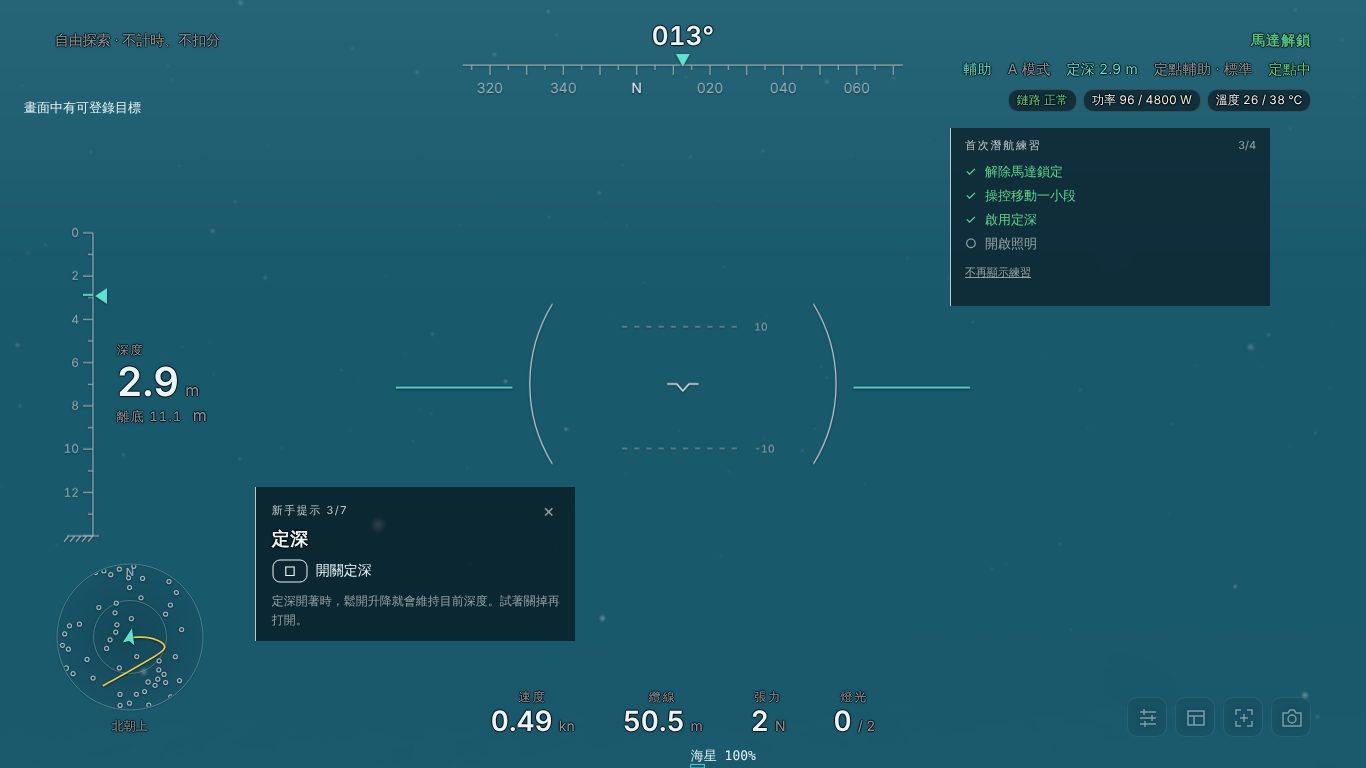 自由探索 · 不計時、不扣分
013°
馬達解鎖
輔助 A 模式 定深 2.9 m 定點輔助 · 標準 定點中
320 340 N 020 040 060
鏈路 正常 功率 96 / 4800 W 溫度 26 / 38 °C
畫面中有可登錄目標
首次潛航練習 3/4
解除馬達鎖定
操控移動一小段
啟用定深
開啟照明
不再顯示練習
0
2
4
6
8
10
12
深度
2.9 m
離底 11.1 m
10
-10
新手提示 3/7
定深
開關定深
定深開著時，鬆開升降就會維持目前深度。試著關掉再
打開。
N
北朝上
速度 纜線 張力 燈光
0.49 kn 50.5 m 2 N 0 / 2
海星 100%